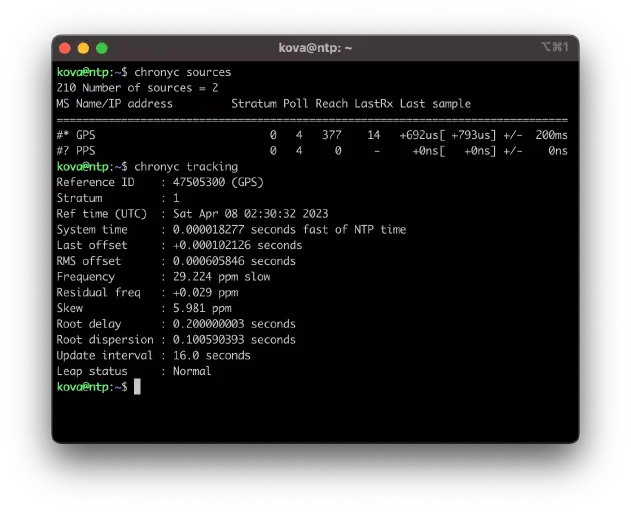 kova@ntp: ~
⌥⌘1
kova@ntp:~$ chronyc sources
210 Number of sources = 2
MS Name/IP address         Stratum Poll Reach LastRx Last sample
===============================================================================
#* GPS                           0   4   377    14   +692us[ +793us] +/-  200ms
#? PPS                           0   4     0     -     +0ns[   +0ns] +/-    0ns
kova@ntp:~$ chronyc tracking
Reference ID    : 47505300 (GPS)
Stratum         : 1
Ref time (UTC)  : Sat Apr 08 02:30:32 2023
System time     : 0.000018277 seconds fast of NTP time
Last offset     : +0.000102126 seconds
RMS offset      : 0.000605846 seconds
Frequency       : 29.224 ppm slow
Residual freq   : +0.029 ppm
Skew            : 5.981 ppm
Root delay      : 0.200000003 seconds
Root dispersion : 0.100590393 seconds
Update interval : 16.0 seconds
Leap status     : Normal
kova@ntp:~$